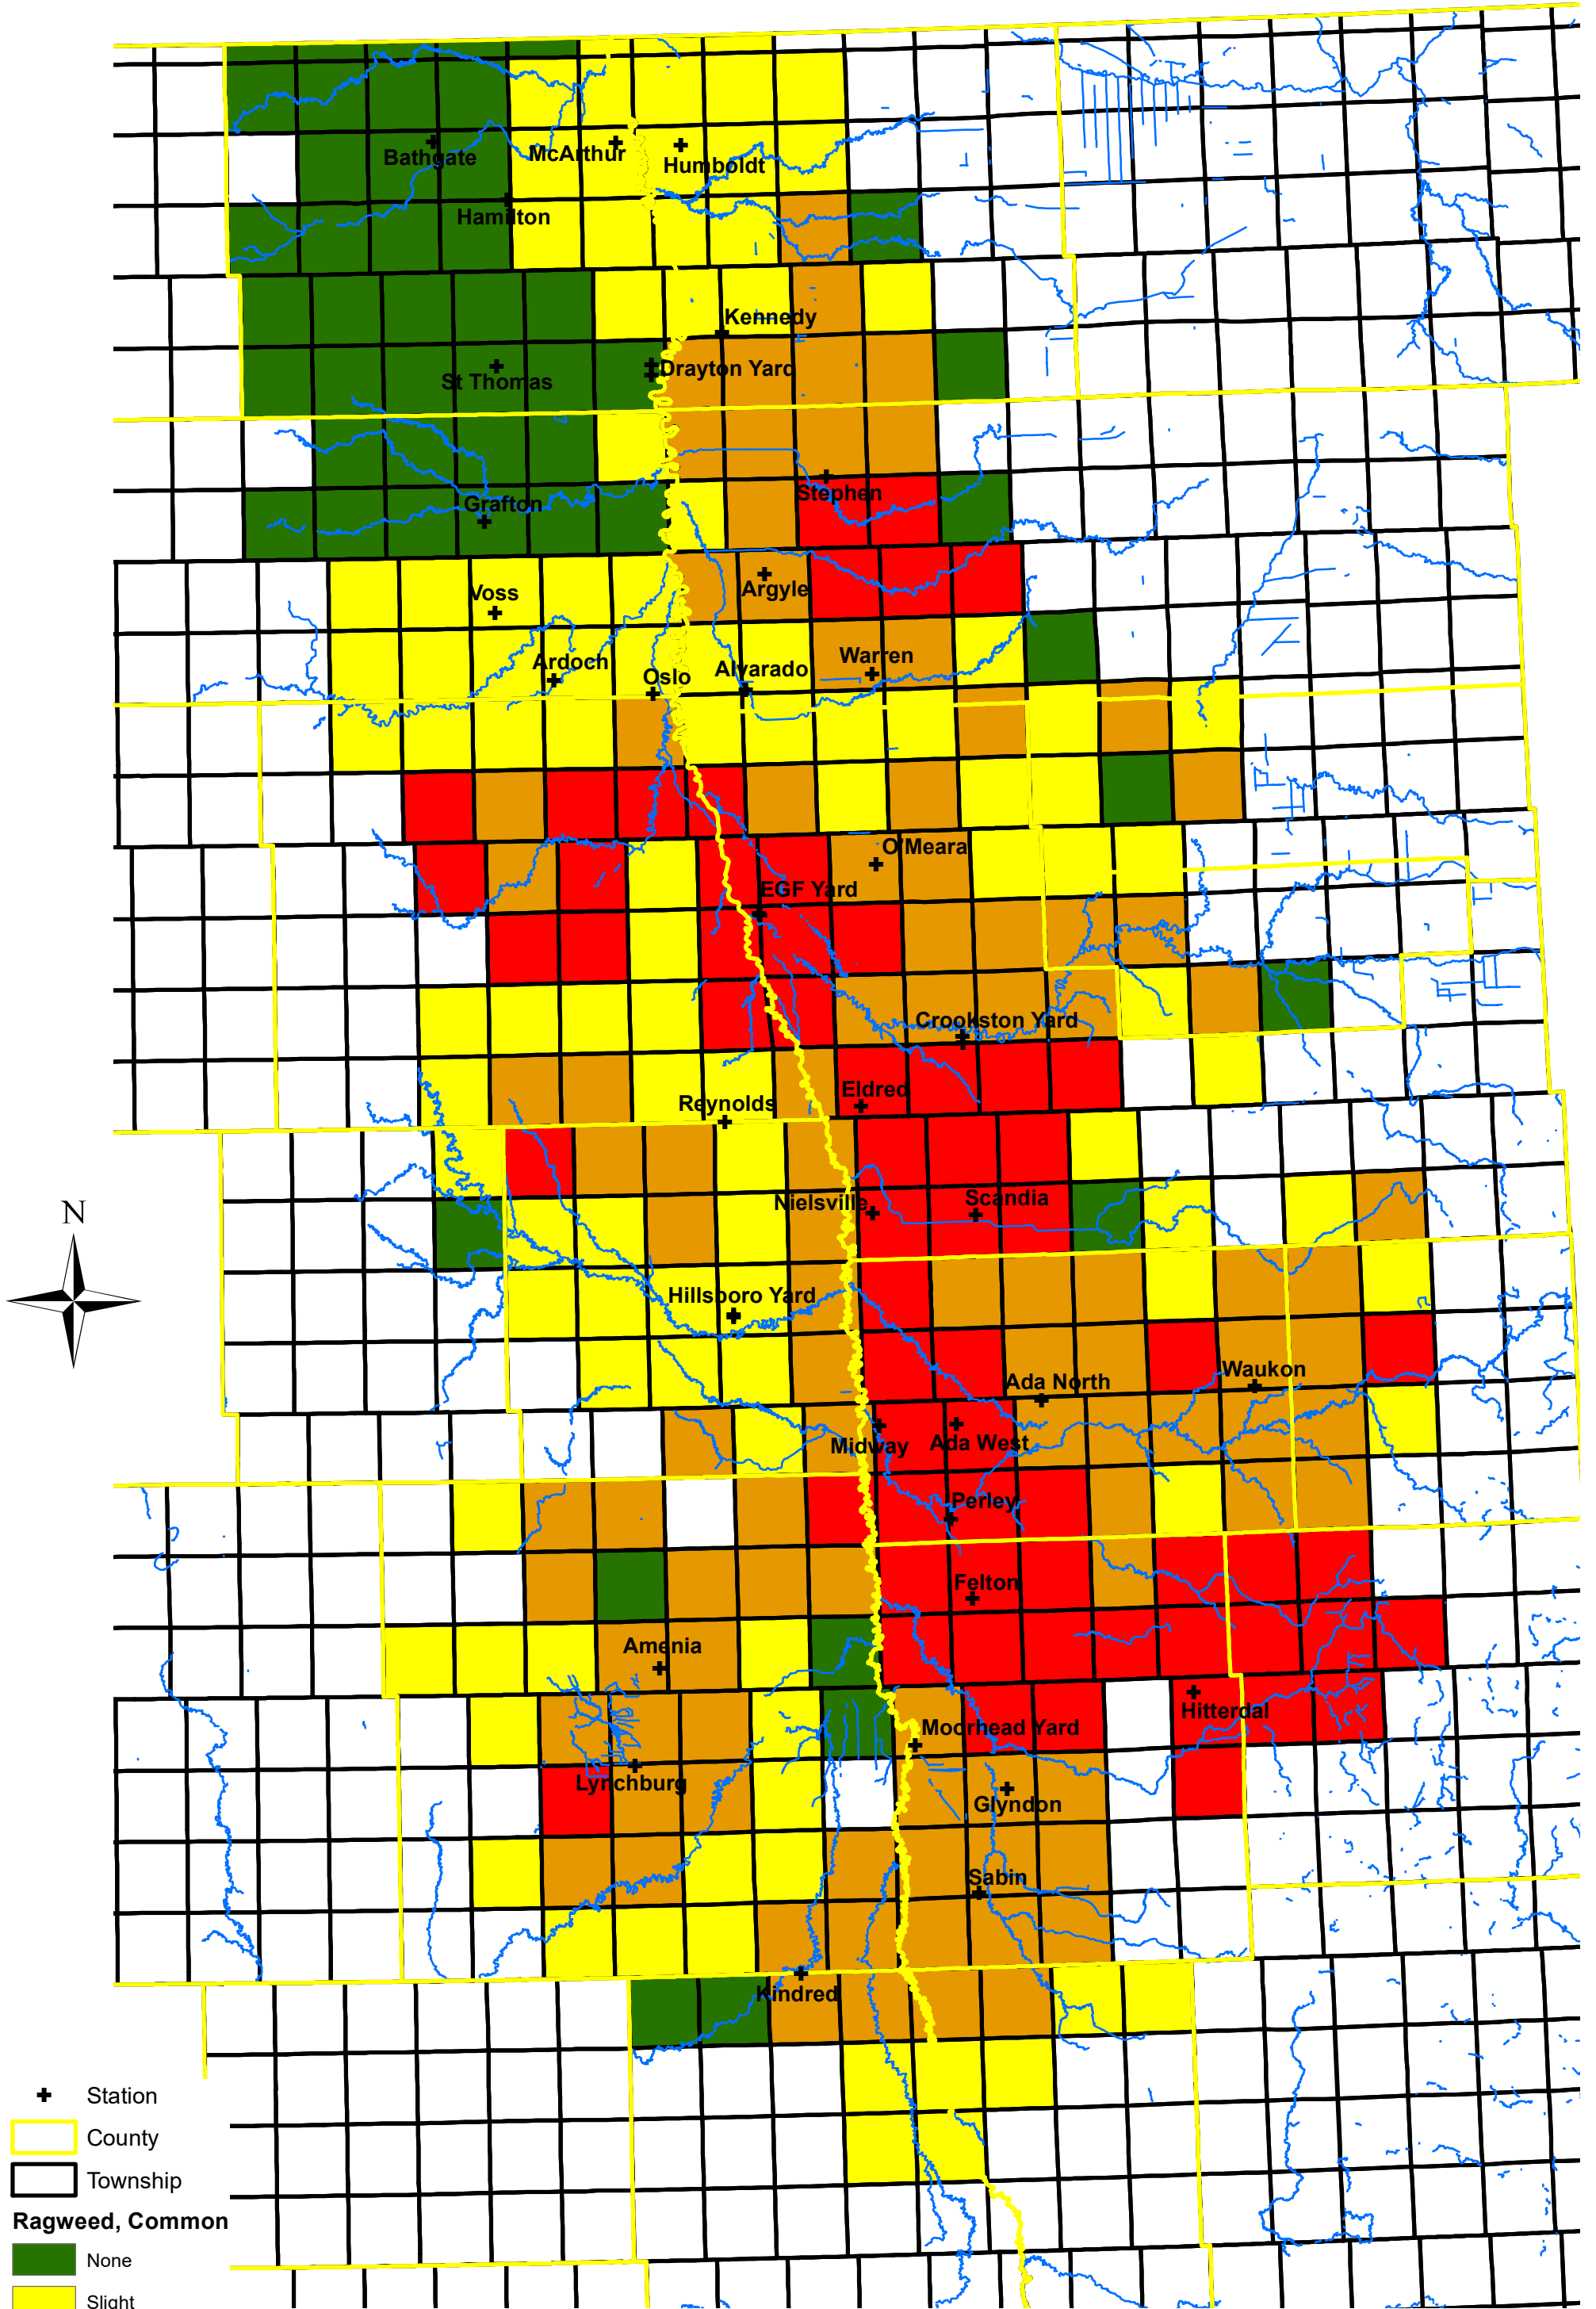 Bathgate
McArthur
Humboldt
Hamilton
Kennedy
Drayton Yard
St Thomas
Stephen
Grafton
Argyle
Voss
Ardoch
Oslo
Alvarado
Warren
O'Meara
EGF Yard
Crookston Yard
Eldred
Reynolds
Nielsville
Scandia
N
Hillsboro Yard
Ada North
Waukon
Midway
Ada West
Perley
Felton
Amenia
Hitterdal
Moorhead Yard
Lynchburg
Glyndon
Sabin
Kindred
Station
County
Township
Ragweed, Common
None
Slight